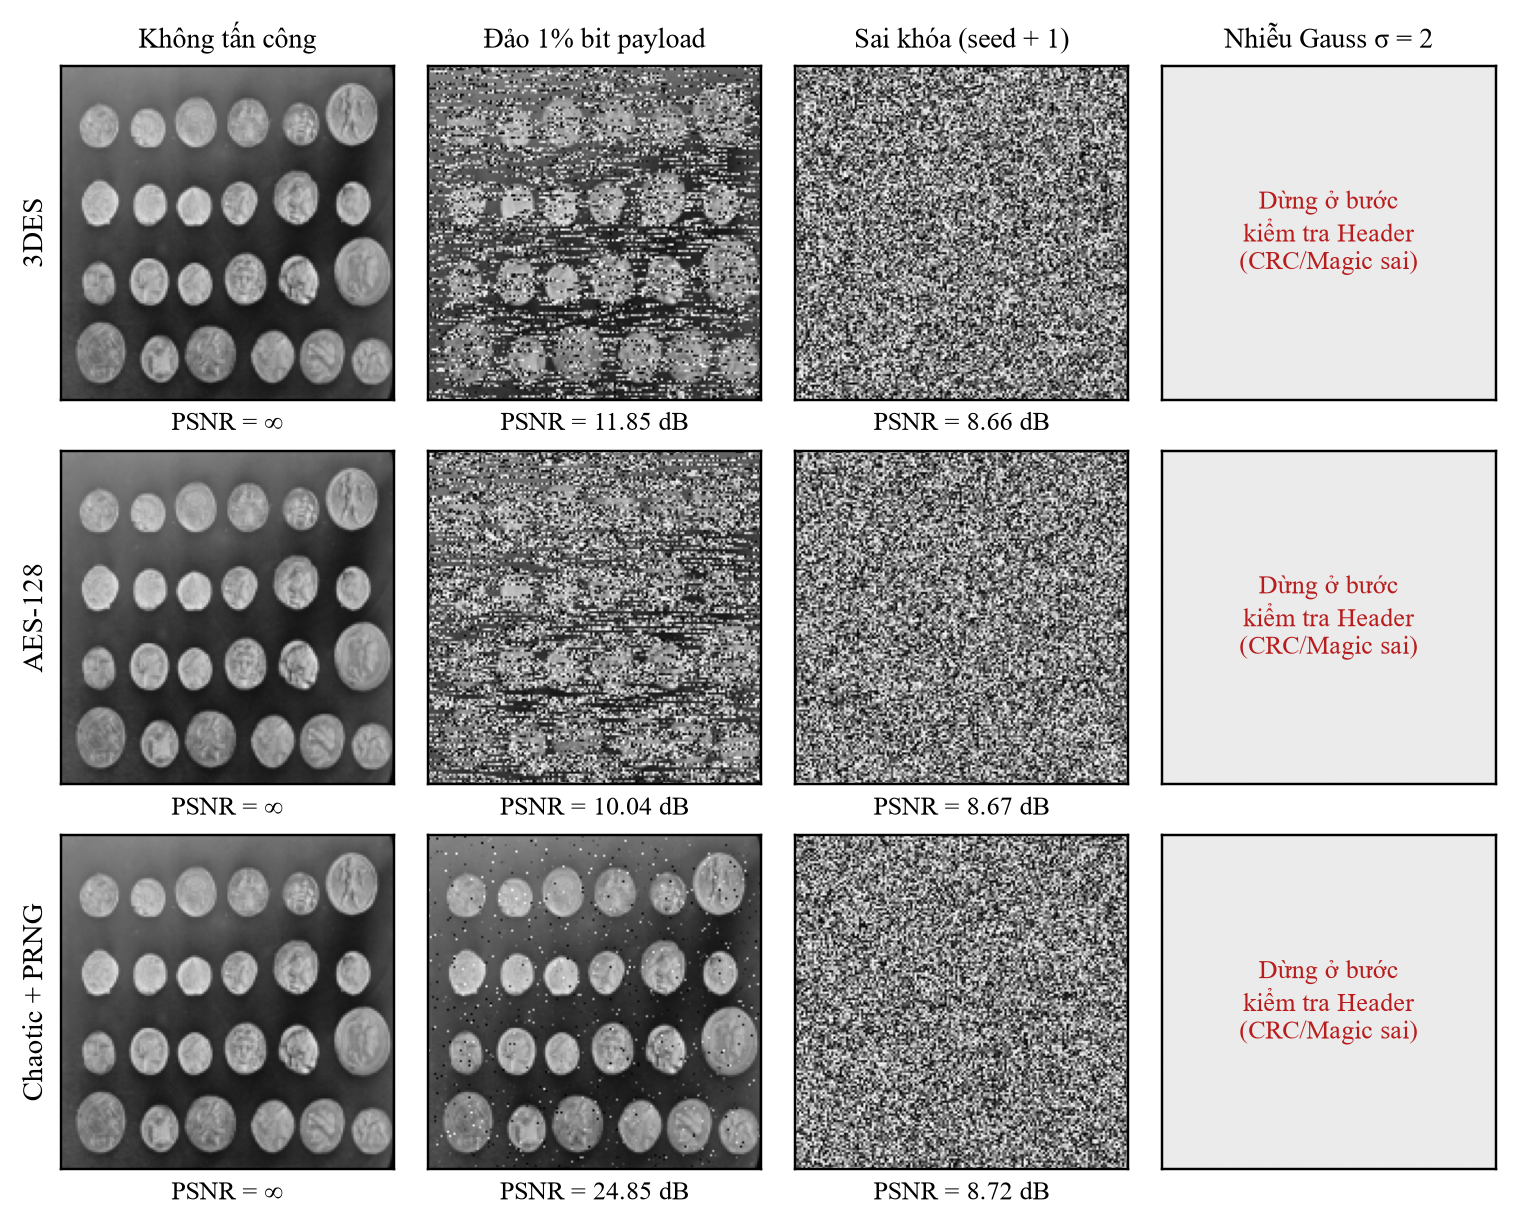 Không tấn công
Đảo 1% bit payload
Sai khóa (seed + 1)
Nhiễu Gauss σ = 2
3DES
Dừng ở bước
kiểm tra Header
(CRC/Magic sai)
PSNR = ∞
PSNR = 11.85 dB
PSNR = 8.66 dB
AES-128
Dừng ở bước
kiểm tra Header
(CRC/Magic sai)
PSNR = ∞
PSNR = 10.04 dB
PSNR = 8.67 dB
Chaotic + PRNG
Dừng ở bước
kiểm tra Header
(CRC/Magic sai)
PSNR = ∞
PSNR = 24.85 dB
PSNR = 8.72 dB